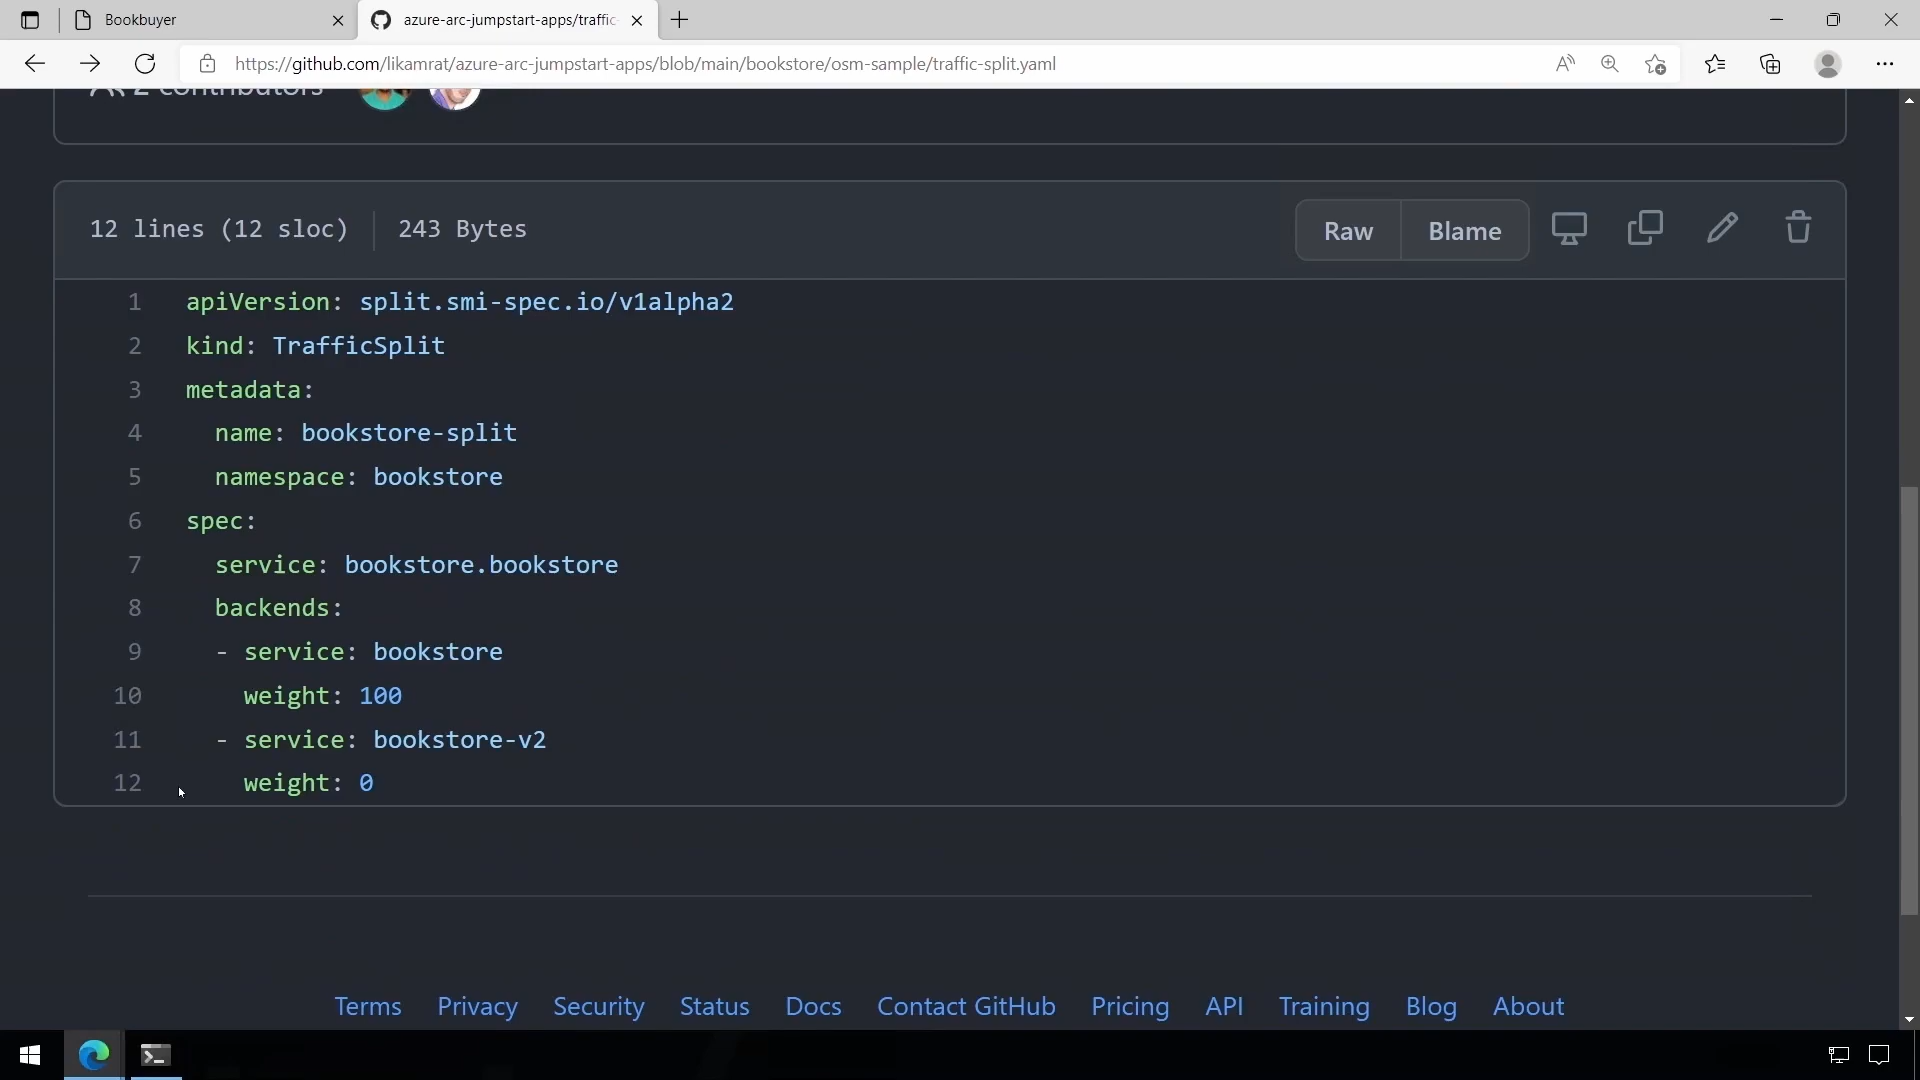 Bookbuyer
azure-arc-jumpstart-apps/traffic-
https://github.com/likamrat/azure-arc-jumpstart-apps/blob/main/bookstore/osm-sample/traffic-split.yaml
2 contributors
12 lines (12 sloc) 243 Bytes
Raw Blame
1 apiVersion: split.smi-spec.io/v1alpha2
2 kind: TrafficSplit
3 metadata:
4 name: bookstore-split
5 namespace: bookstore
6 spec:
7 service: bookstore.bookstore
8 backends:
9 - service: bookstore
10 weight: 100
11 - service: bookstore-v2
12 weight: 0
Terms Privacy Security Status Docs Contact GitHub Pricing API Training Blog About